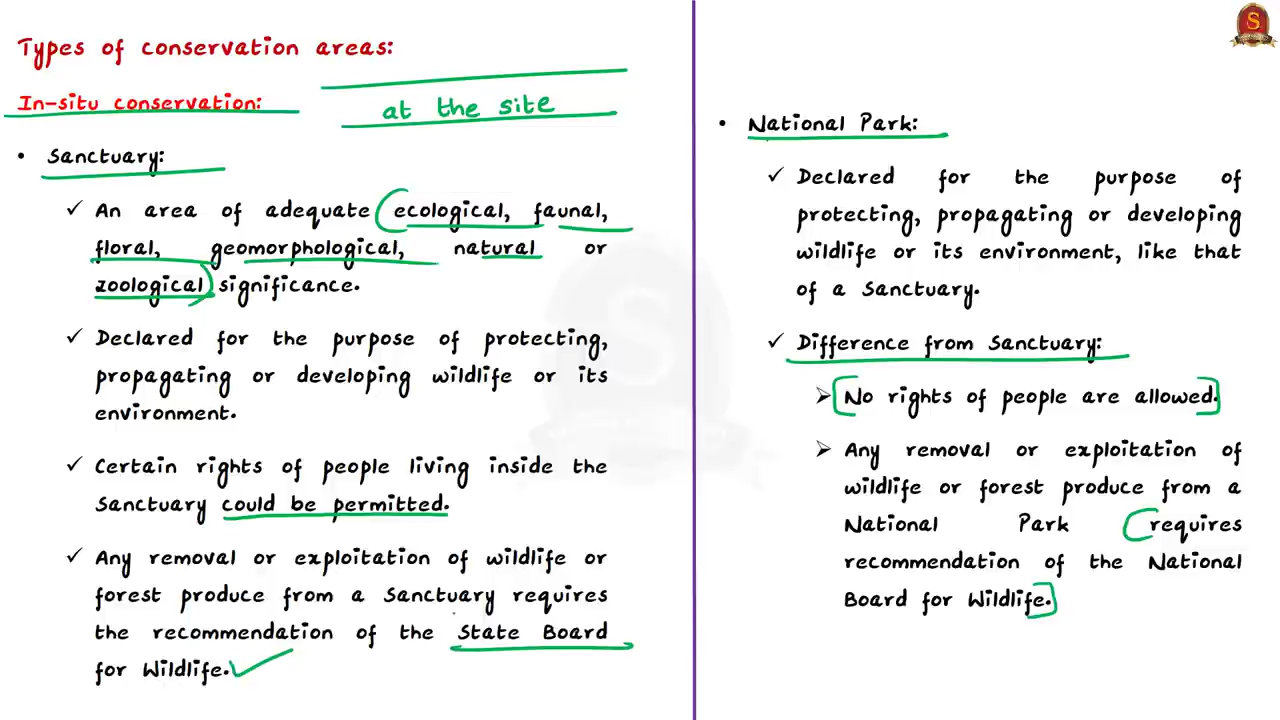 Types of conservation areas:
In-situ conservation:
at the site
• Sanctuary:
✓ An area of adequate ecological, faunal,
floral, geomorphological, natural or
zoological significance.
✓ Declared for the purpose of protecting,
propagating or developing wildlife or its
environment.
✓ Certain rights of people living inside the
Sanctuary could be permitted.
✓ Any removal or exploitation of wildlife or
forest produce from a Sanctuary requires
the recommendation of the State Board
for Wildlife.
• National Park:
✓ Declared for the purpose of
protecting, propagating or developing
wildlife or its environment, like that
of a Sanctuary.
✓ Difference from Sanctuary:
➢ No rights of people are allowed.
➢ Any removal or exploitation of
wildlife or forest produce from a
National Park requires
recommendation of the National
Board for Wildlife.
S